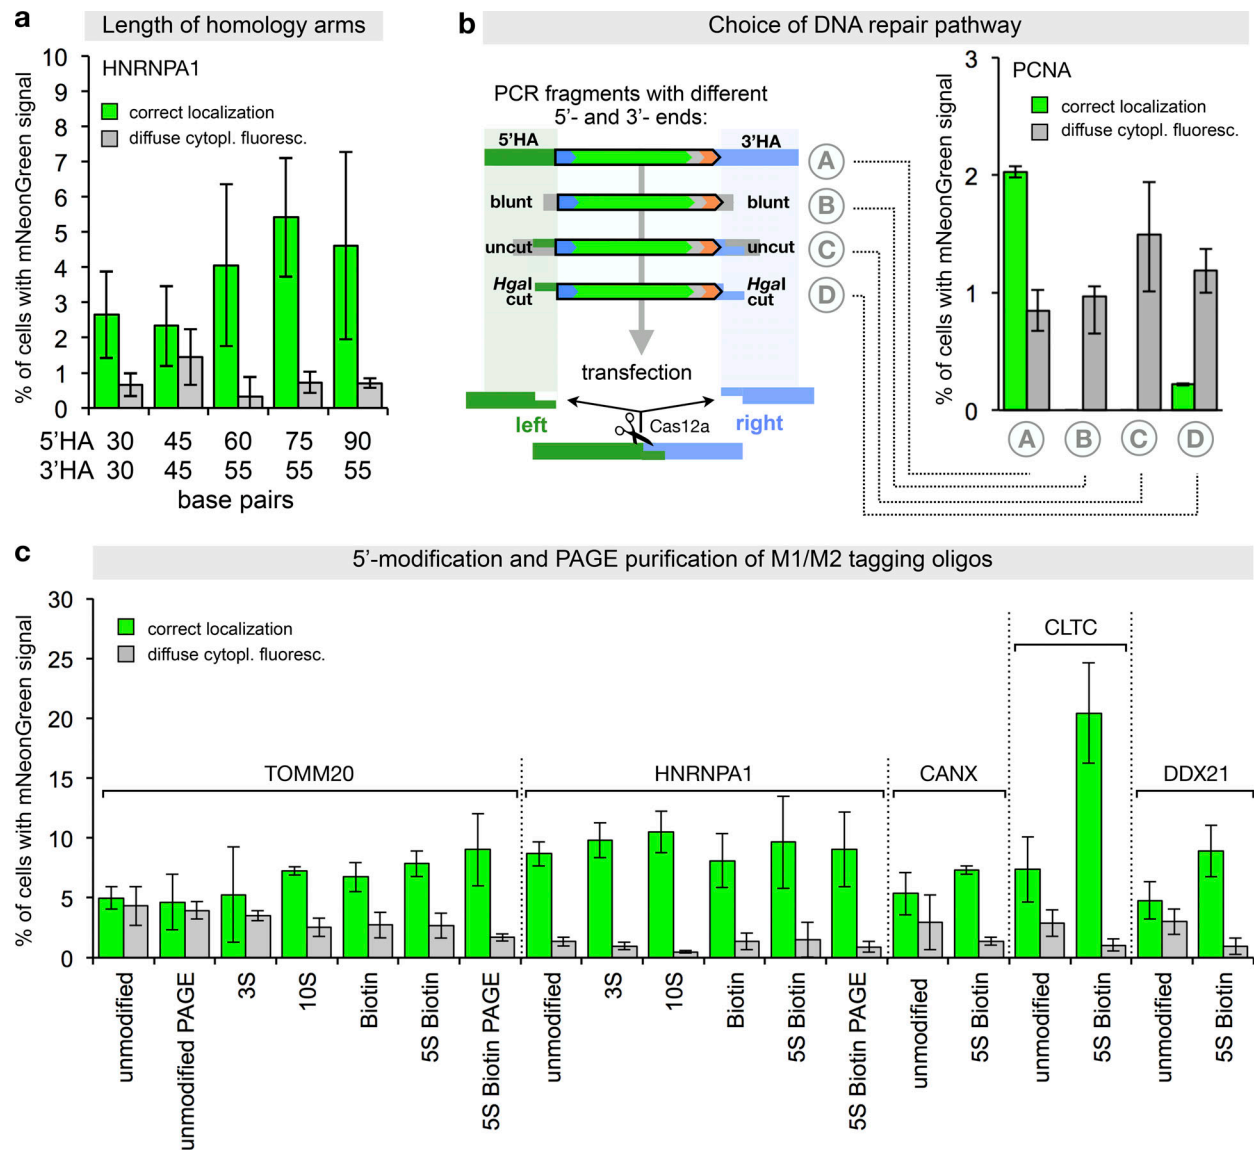 a
Length of homology arms
HNRNPA1
correct localization
diffuse cytopl. fluoresc.
% of cells with mNeonGreen signal
10
9
8
7
6
5
4
3
2
1
0
5'HA 30 45 60 75 90
3'HA 30 45 55 55 55
base pairs
b
Choice of DNA repair pathway
PCR fragments with different
5'- and 3'- ends:
5'HA
3'HA
A
blunt
blunt
B
uncut
uncut
C
HgaI
cut
HgaI
cut
D
transfection
left
Cas12a
right
PCNA
correct localization
diffuse cytopl. fluoresc.
% of cells with mNeonGreen signal
3
2
1
0
A B C D
c
5'-modification and PAGE purification of M1/M2 tagging oligos
% of cells with mNeonGreen signal
30
25
20
15
10
5
0
correct localization
diffuse cytopl. fluoresc.
TOMM20
HNRNPA1
CANX
CLTC
DDX21
unmodified
unmodified PAGE
3S
10S
Biotin
5S Biotin
5S Biotin PAGE
unmodified
3S
10S
Biotin
5S Biotin
5S Biotin PAGE
unmodified
5S Biotin
unmodified
5S Biotin
unmodified
5S Biotin